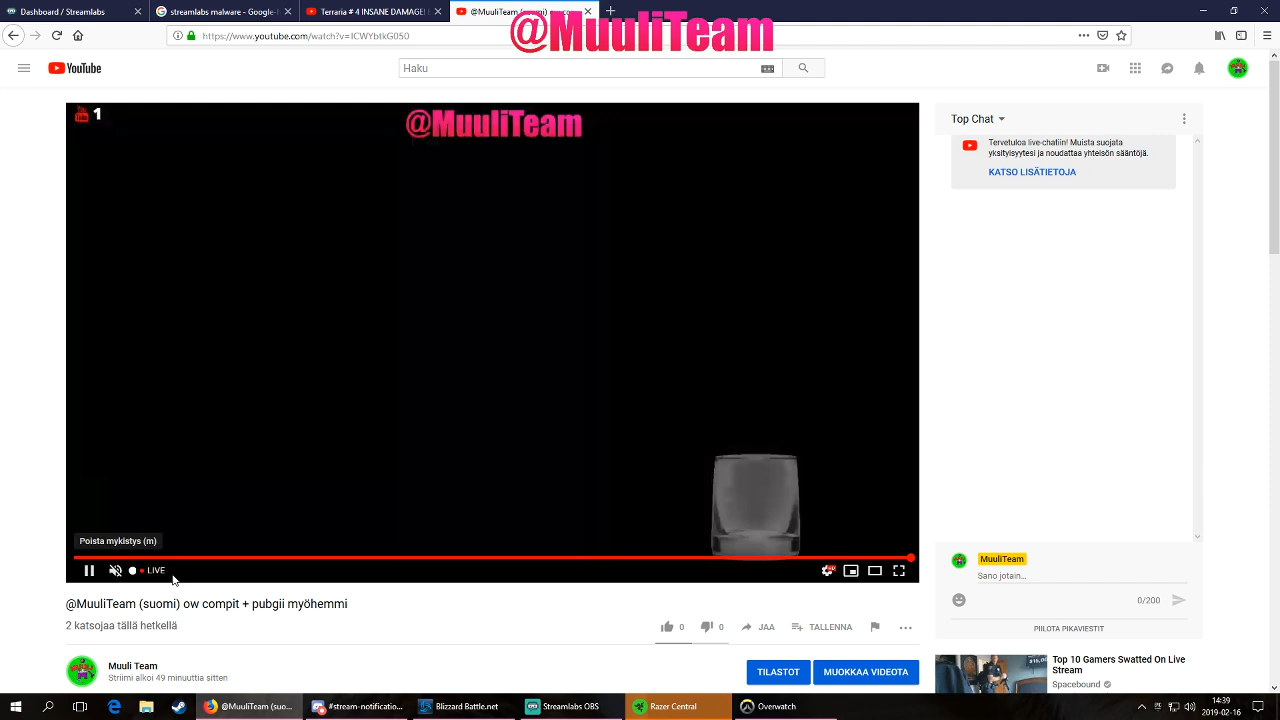 Dashboard / Streamlabs
streamlabs malware - Google-
Terraria # 4 INSANE DAMAGE!
@MuuliTeam
https://www.youtube.com/watch?v=ICWYbtkG050
YouTube
Haku
1
@MuuliTeam
Top Chat
Tervetuloa live-chatiin! Muista suojata
yksityisyytesi ja noudattaa yhteisön sääntöjä.
KATSO LISÄTIETOJA
Poista mykistys (m)
LIVE
MuuliTeam
Sano jotain...
0/200
PIILOTA PIKAVIESTIT
@MuuliTeam (suomi) ow compit + pubgii myöhemmi
2 katsojaa tällä hetkellä
0
0
JAA
TALLENNA
Muuli Team
Striimi alkoi 49 minuuttia sitten
TILASTOT
MUOKKAA VIDEOTA
Top 10 Gamers Swatted On Live
Stream
Spacebound
@MuuliTeam (suo...
#stream-notificatio...
Blizzard Battle.net
Streamlabs OBS
Razer Central
Overwatch
14:39
2019-02-16